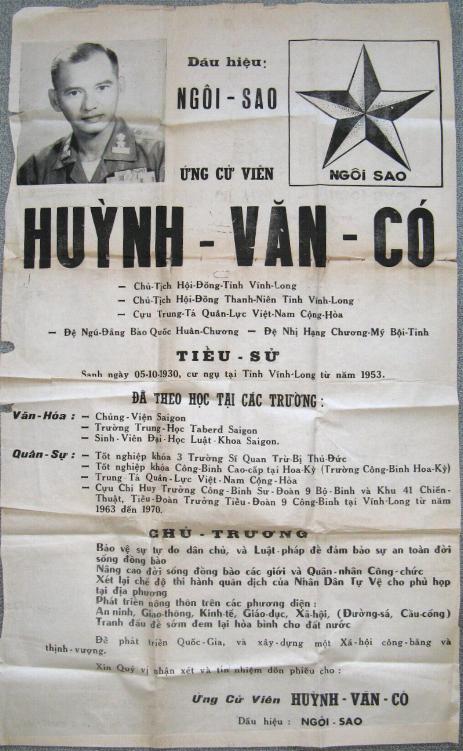 Dấu hiệu:
NGÔI - SAO
ỨNG CỬ VIÊN
NGÔI SAO
HUỲNH - VĂN - CÓ
— Chủ-Tịch Hội-Đồng-Tỉnh Vĩnh-Long
— Chủ-Tịch Hội-Đồng Thanh-Niên Tỉnh Vĩnh-Long
— Cựu Trung-Tá Quân-Lực Việt-Nam Cộng-Hòa
— Đệ Ngũ-Đẳng Bảo Quốc Huân-Chương — Đệ Nhị Hạng Chương-Mỹ Bội-Tinh
TIỂU - SỬ
Sanh ngày 05-10-1930, cư ngụ tại Tỉnh Vĩnh-Long từ năm 1953.
ĐÃ THEO HỌC TẠI CÁC TRƯỜNG :
Văn-Hóa : — Chủng-Viện Saigon
— Trường Trung-Học Taberd Saigon
— Sinh-Viên Đại-Học Luật-Khoa Saigon.
Quân-Sự : — Tốt nghiệp khóa 3 Trường Sĩ Quan Trừ-Bị Thủ-Đức
— Tốt nghiệp khóa Công-Binh Cao-cấp tại Hoa-Kỳ (Trường Công-Binh Hoa-Kỳ)
— Trung-Tá Quân-Lực Việt-Nam Cộng-Hòa
— Cựu Chỉ Huy Trưởng Công-Binh Sư-Đoàn 9 Bộ-Binh và Khu 41 Chiến-
Thuật, Tiểu-Đoàn Trưởng Tiểu-Đoàn 9 Công-Binh tại Vĩnh-Long từ năm
1963 đến 1970.
CHỦ - TRƯƠNG
Bảo vệ sự tự do dân chủ, và Luật-pháp để đảm bảo sự an toàn đời
sống đồng bào
Nâng cao đời sống đồng bào các giới và Quân-nhân Công-chức
Xét lại chế độ thi hành quân dịch của Nhân Dân Tự Vệ cho phù hợp
tại địa phương
Phát triển nông thôn trên các phương diện :
An ninh, Giao-thông, Kinh-tế, Giáo-dục, Xã-hội, (Đường-sá, Cầu-cống)
Tranh đấu để sớm đem lại hòa bình cho đất nước
Để phát triển Quốc-Gia, và xây-dựng một Xã-hội công-bằng và
thịnh-vượng.
Xin Quý vị nhận xét và tín nhiệm dồn phiếu cho :
Ứng Cử Viên HUỲNH - VĂN - CÓ
Dấu hiệu : NGÔI - SAO